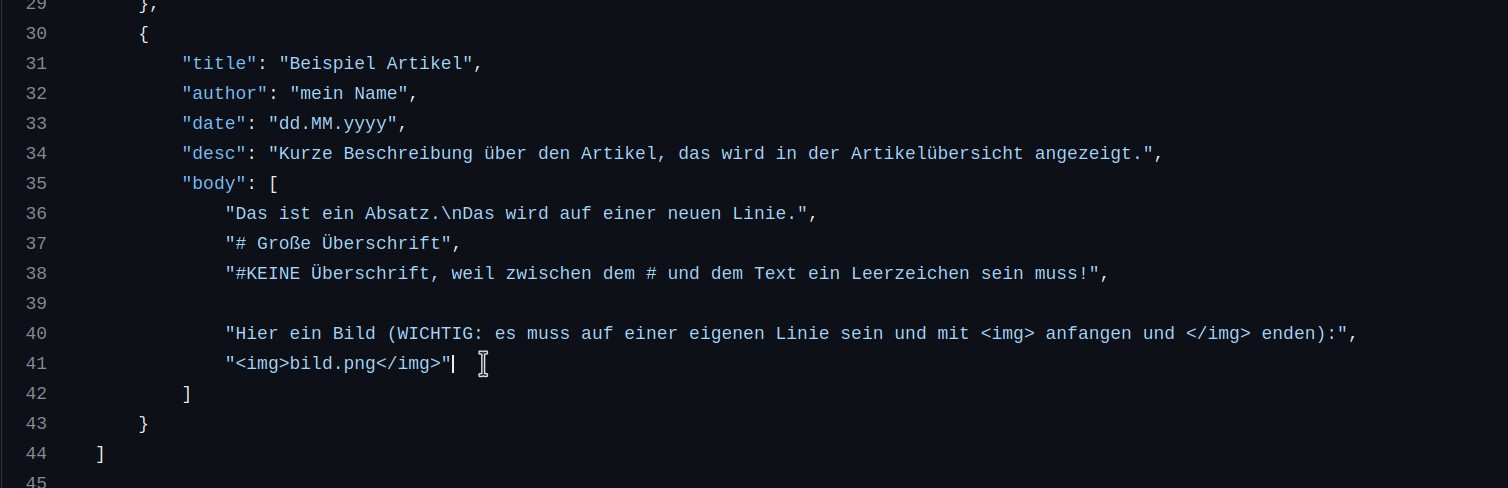 29 },
30 {
31 "title": "Beispiel Artikel",
32 "author": "mein Name",
33 "date": "dd.MM.yyyy",
34 "desc": "Kurze Beschreibung über den Artikel, das wird in der Artikelübersicht angezeigt.",
35 "body": [
36 "Das ist ein Absatz.\nDas wird auf einer neuen Linie.",
37 "# Große Überschrift",
38 "#KEINE Überschrift, weil zwischen dem # und dem Text ein Leerzeichen sein muss!",
39
40 "Hier ein Bild (WICHTIG: es muss auf einer eigenen Linie sein und mit <img> anfangen und </img> enden):",
41 "<img>bild.png</img>"
42 ]
43 }
44 ]
45